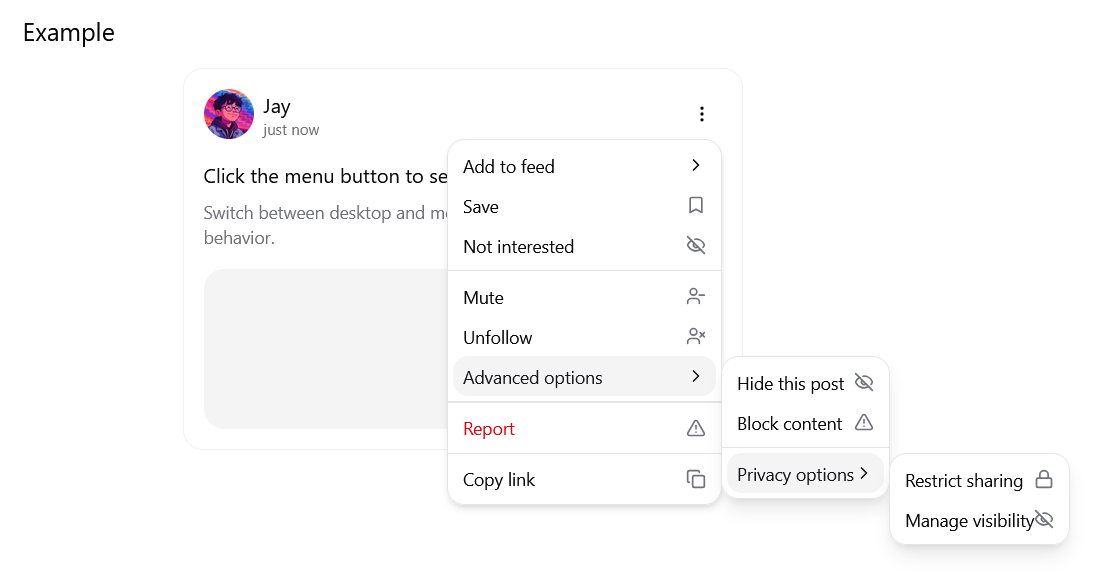 Example
Jay
just now
Click the menu button to se
Switch between desktop and m
behavior.
Add to feed
Save
Not interested
Mute
Unfollow
Advanced options
Report
Copy link
Hide this post
Block content
Privacy options
Restrict sharing
Manage visibility